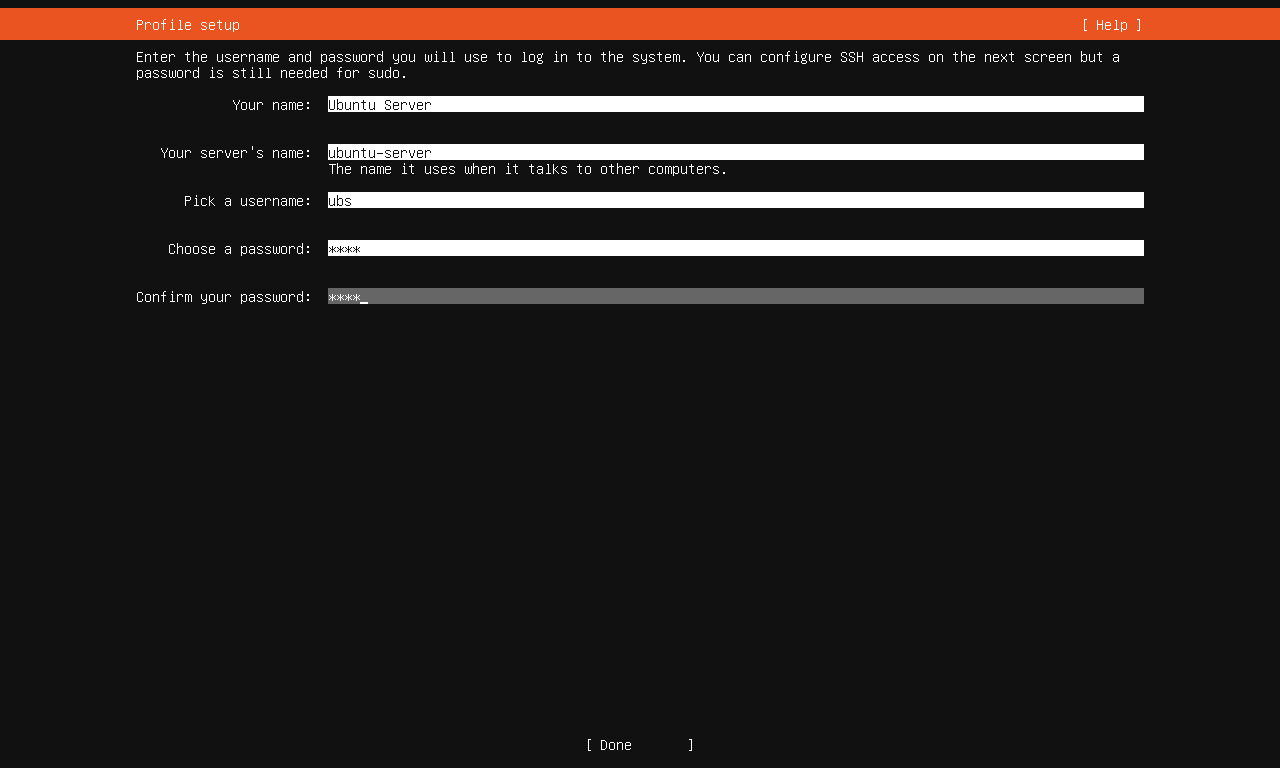 Profile setup [ Help ]
Enter the username and password you will use to log in to the system. You can configure SSH access on the next screen but a
password is still needed for sudo.
Your name: Ubuntu Server
Your server's name: ubuntu-server
The name it uses when it talks to other computers.
Pick a username: ubs
Choose a password: ****
Confirm your password: ****_
[ Done ]